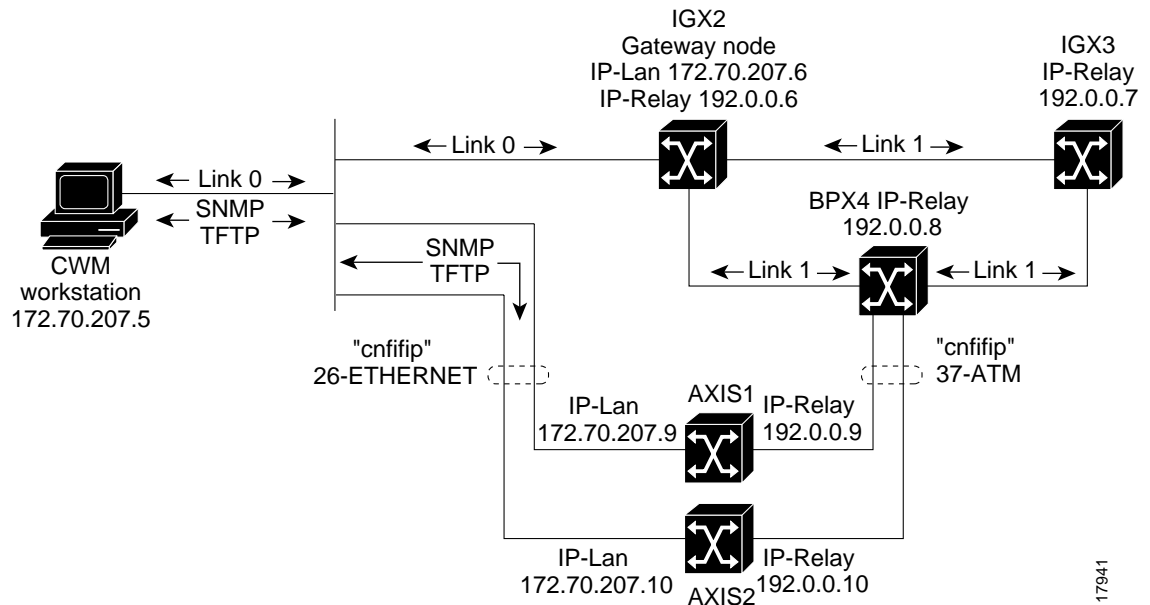 IGX2
Gateway node
IP-Lan 172.70.207.6
IP-Relay 192.0.0.6
IGX3
IP-Relay
192.0.0.7
Link 0
Link 1
Link 0
SNMP
TFTP
CWM
workstation
172.70.207.5
BPX4 IP-Relay
192.0.0.8
SNMP
TFTP
Link 1
Link 1
"cnfifip"
26-ETHERNET
"cnfifip"
37-ATM
AXIS1
IP-Lan
172.70.207.9
IP-Relay
192.0.0.9
IP-Lan
172.70.207.10
AXIS2
IP-Relay
192.0.0.10
17941